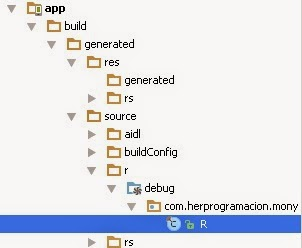 app
build
generated
res
generated
rs
source
aidl
buildConfig
r
debug
com.herprogramacion.mony
R
rs